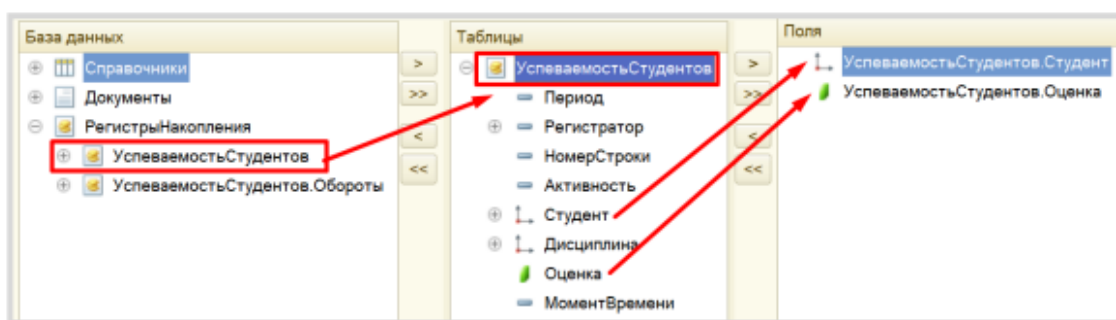 База данных
Справочники
Документы
РегистрыНакопления
УспеваемостьСтудентов
УспеваемостьСтудентов.Обороты
>
>>
<
<<
Таблицы
УспеваемостьСтудентов
Период
Регистратор
НомерСтроки
Активность
Студент
Дисциплина
Оценка
МоментВремени
>
>>
<
<<
Поля
УспеваемостьСтудентов.Студент
УспеваемостьСтудентов.Оценка